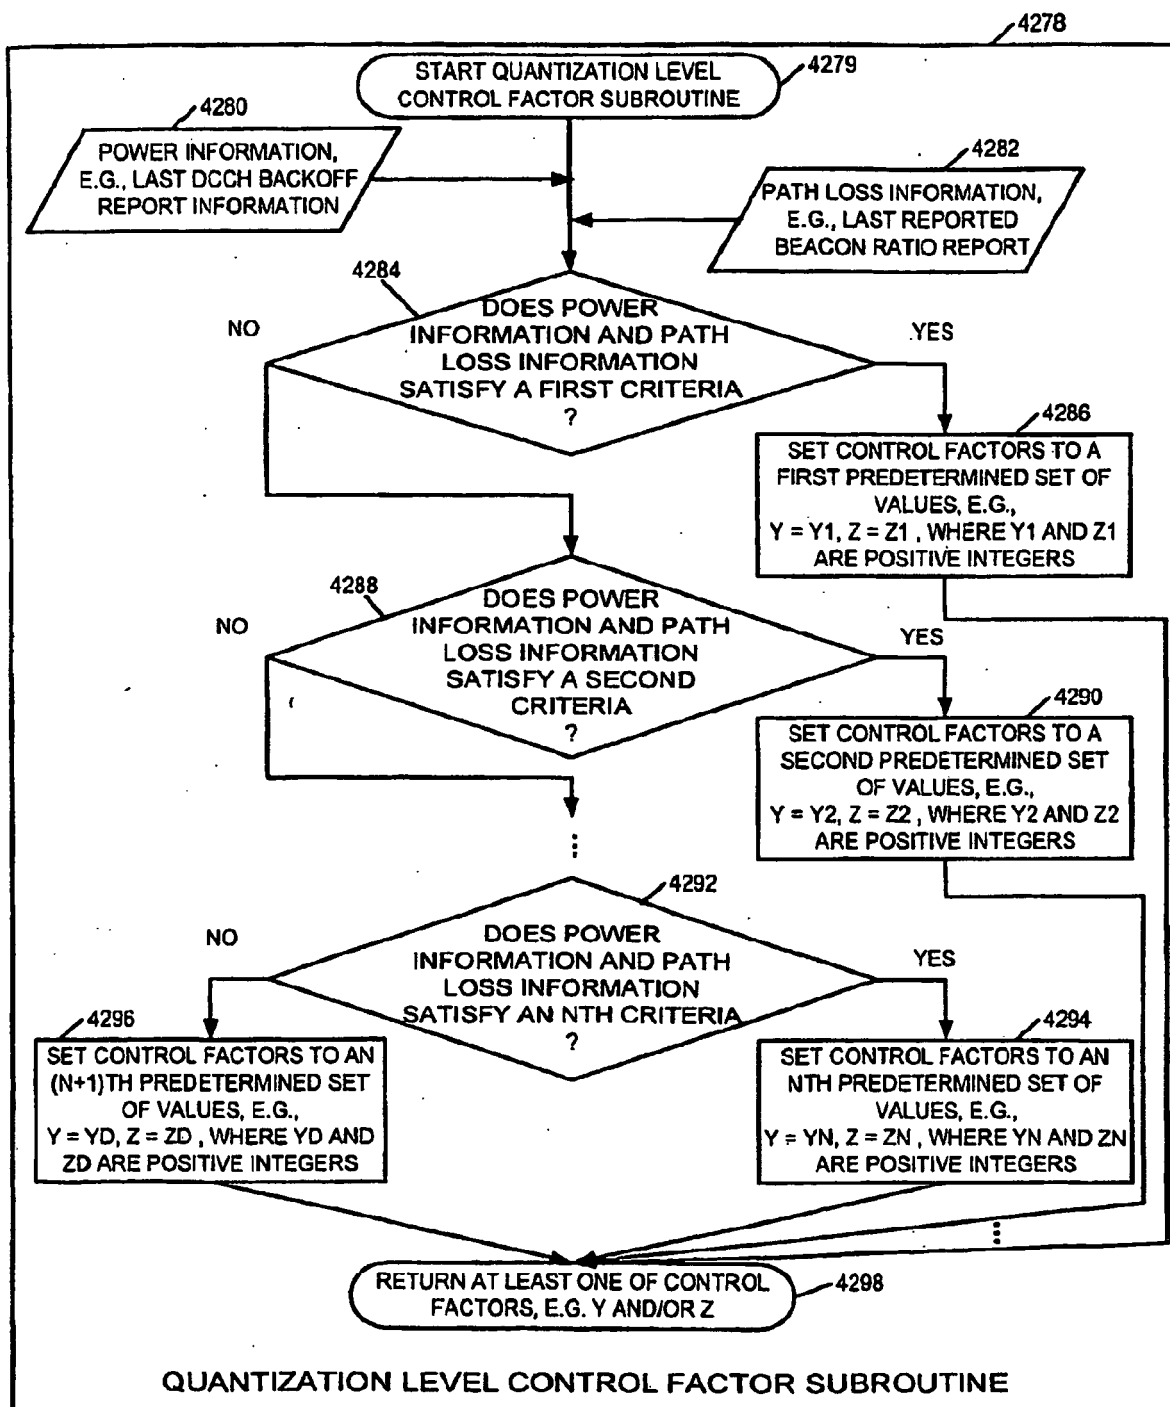 4278
START QUANTIZATION LEVEL
CONTROL FACTOR SUBROUTINE
4279
4280
POWER INFORMATION,
E.G., LAST DCCH BACKOFF
REPORT INFORMATION
4282
PATH LOSS INFORMATION,
E.G., LAST REPORTED
BEACON RATIO REPORT
4284
DOES POWER
INFORMATION AND PATH
LOSS INFORMATION
SATISFY A FIRST CRITERIA
?
NO
YES
4286
SET CONTROL FACTORS TO A
FIRST PREDETERMINED SET OF
VALUES, E.G.,
Y = Y1, Z = Z1 , WHERE Y1 AND Z1
ARE POSITIVE INTEGERS
4288
DOES POWER
INFORMATION AND PATH
LOSS INFORMATION
SATISFY A SECOND
CRITERIA
?
NO
YES
4290
SET CONTROL FACTORS TO A
SECOND PREDETERMINED SET
OF VALUES, E.G.,
Y = Y2, Z = Z2 , WHERE Y2 AND Z2
ARE POSITIVE INTEGERS
4292
DOES POWER
INFORMATION AND PATH
LOSS INFORMATION
SATISFY AN NTH CRITERIA
?
NO
YES
4296
SET CONTROL FACTORS TO AN
(N+1)TH PREDETERMINED SET
OF VALUES, E.G.,
Y = YD, Z = ZD , WHERE YD AND
ZD ARE POSITIVE INTEGERS
4294
SET CONTROL FACTORS TO AN
NTH PREDETERMINED SET OF
VALUES, E.G.,
Y = YN, Z = ZN , WHERE YN AND ZN
ARE POSITIVE INTEGERS
RETURN AT LEAST ONE OF CONTROL
FACTORS, E.G. Y AND/OR Z
4298
QUANTIZATION LEVEL CONTROL FACTOR SUBROUTINE